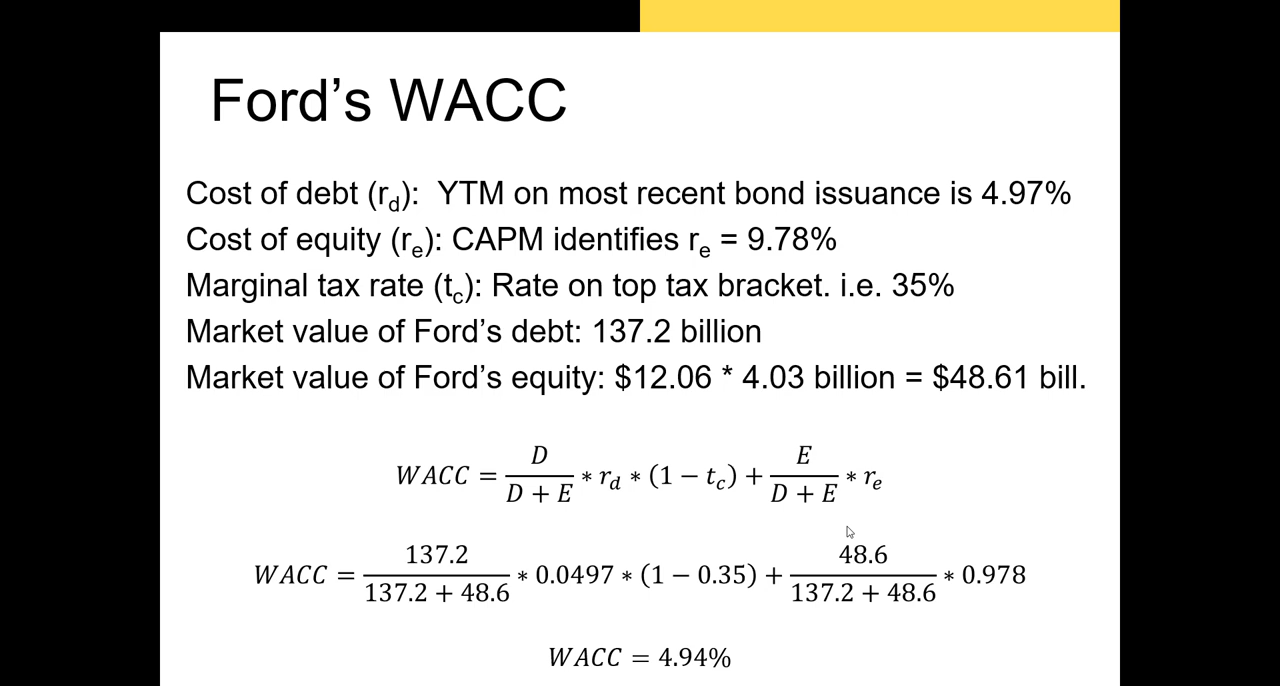 Ford’s WACC
Cost of debt (rd): YTM on most recent bond issuance is 4.97%
Cost of equity (re): CAPM identifies re = 9.78%
Marginal tax rate (tc): Rate on top tax bracket. i.e. 35%
Market value of Ford’s debt: 137.2 billion
Market value of Ford’s equity: $12.06 * 4.03 billion = $48.61 bill.
WACC = D / (D + E) * rd * (1 − tc) + E / (D + E) * re
WACC = 137.2 / (137.2 + 48.6) * 0.0497 * (1 − 0.35) + 48.6 / (137.2 + 48.6) * 0.978
WACC = 4.94%